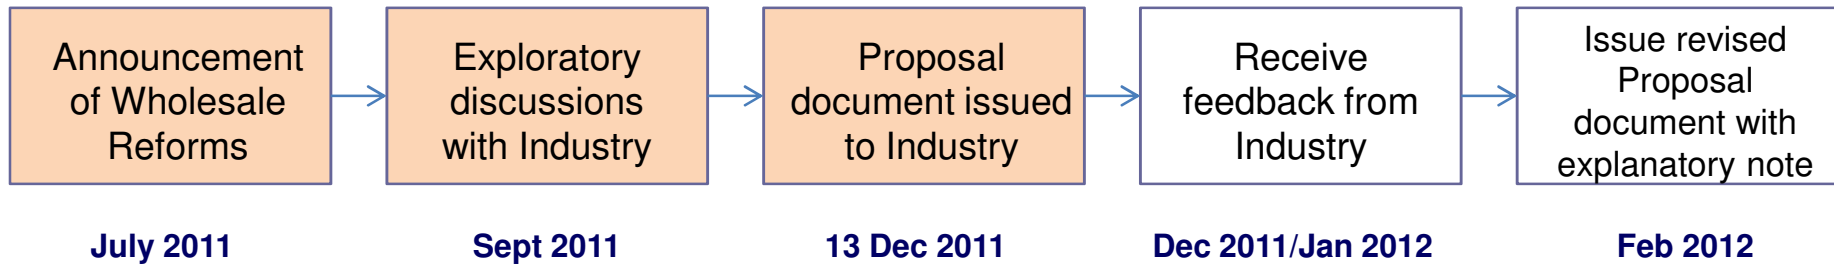 Announcement
of Wholesale
Reforms
Exploratory
discussions
with Industry
Proposal
document issued
to Industry
Receive
feedback from
Industry
Issue revised
Proposal
document with
explanatory note
July 2011
Sept 2011
13 Dec 2011
Dec 2011/Jan 2012
Feb 2012